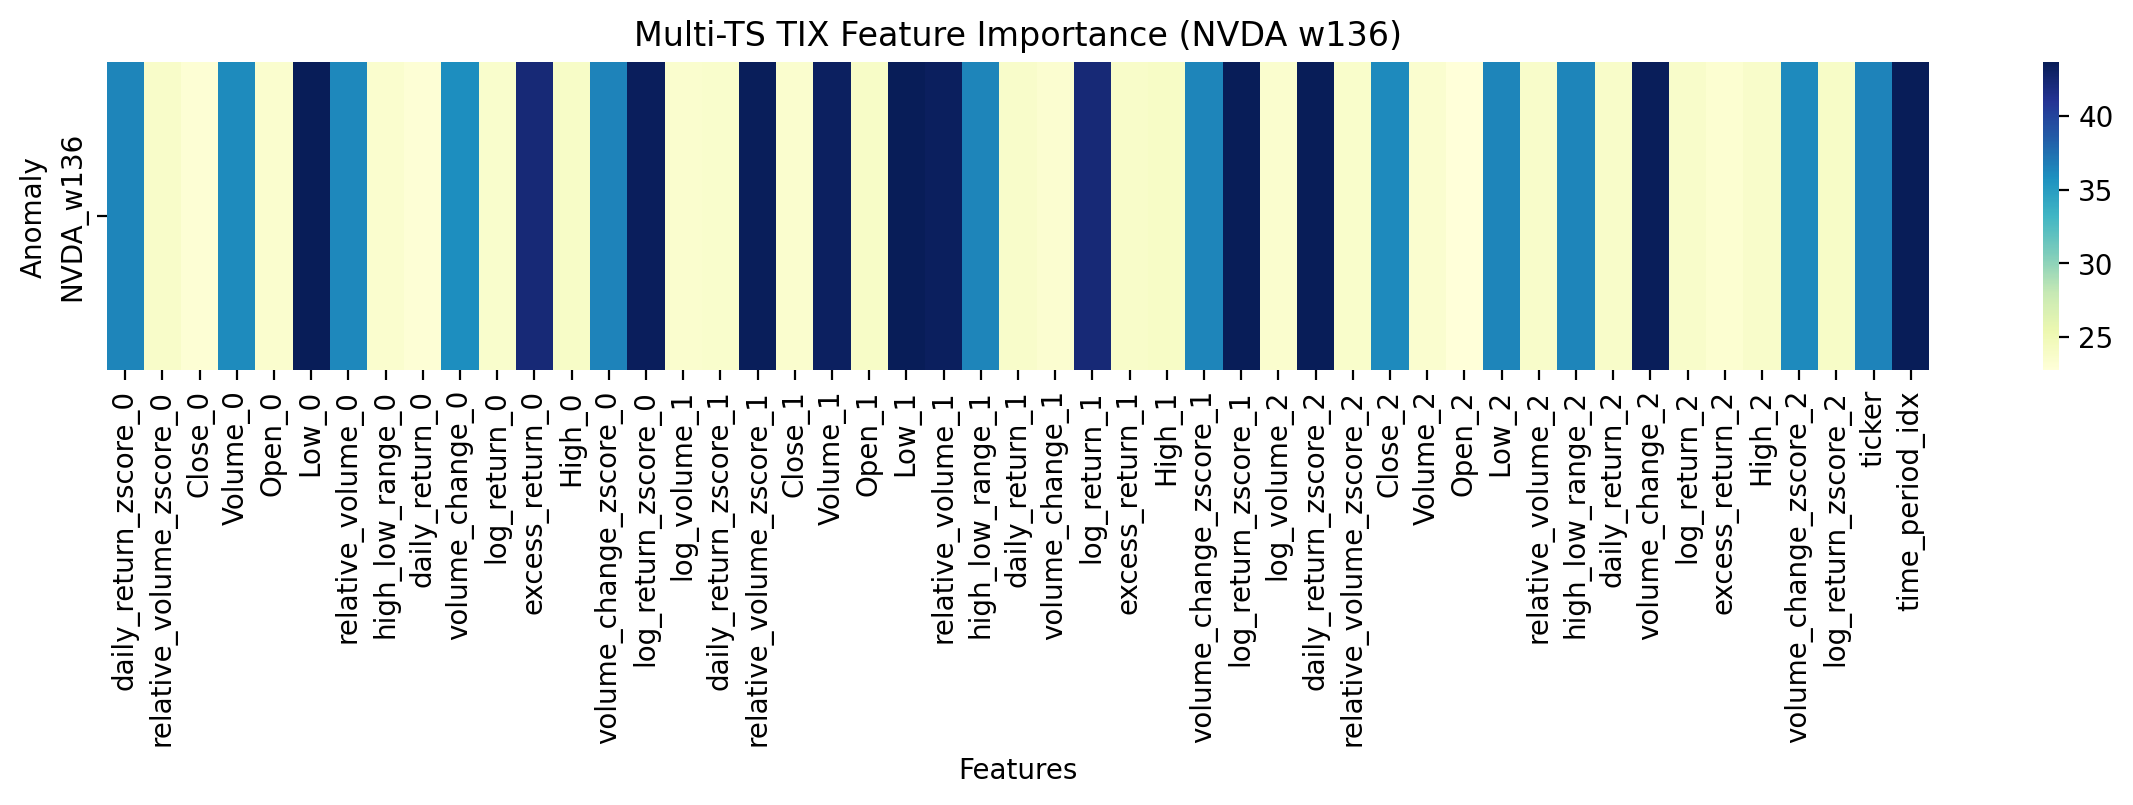 Multi-TS TIX Feature Importance (NVDA w136)
Anomaly
NVDA_w136
40
35
30
25
daily_return_zscore_0
relative_volume_zscore_0
Close_0
Volume_0
Open_0
Low_0
relative_volume_0
high_low_range_0
daily_return_0
volume_change_0
log_return_0
excess_return_0
High_0
volume_change_zscore_0
log_return_zscore_0
log_volume_1
daily_return_zscore_1
relative_volume_zscore_1
Close_1
Volume_1
Open_1
Low_1
relative_volume_1
high_low_range_1
daily_return_1
volume_change_1
log_return_1
excess_return_1
High_1
volume_change_zscore_1
log_return_zscore_1
log_volume_2
daily_return_zscore_2
relative_volume_zscore_2
Close_2
Volume_2
Open_2
Low_2
relative_volume_2
high_low_range_2
daily_return_2
volume_change_2
log_return_2
excess_return_2
High_2
volume_change_zscore_2
log_return_zscore_2
ticker
time_period_idx
Features